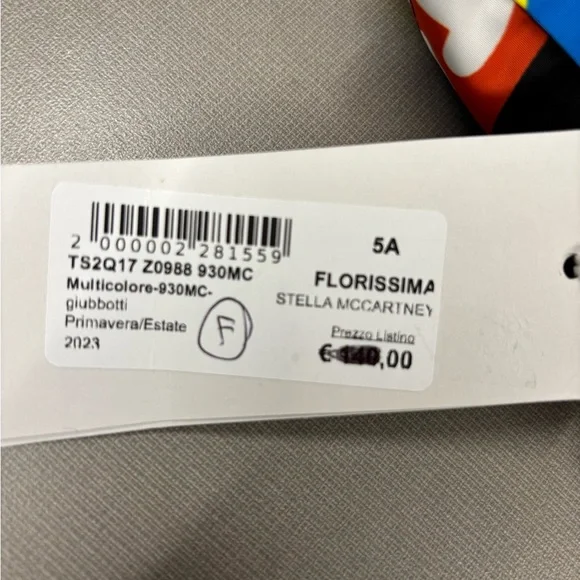 2 000002 281559
TS2Q17 Z0988 930MC
Multicolore-930MC-
giubbotti
Primavera/Estate
2023
F
5A
FLORISSIMA
STELLA MCCARTNEY
Prezzo Listino
€ 140,00